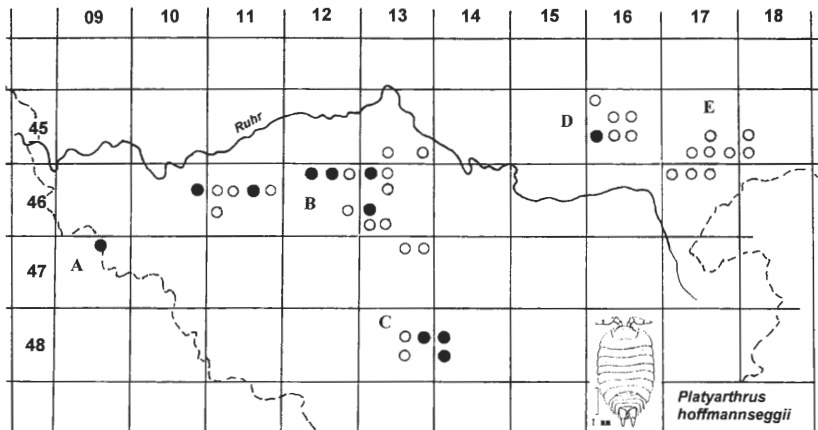 09 10 11 12 13 14 15 16 17 18
45
Ruhr
D
E
46
B
A
47
C
48
1 mm
Platyarthrus
hoffmannseggii